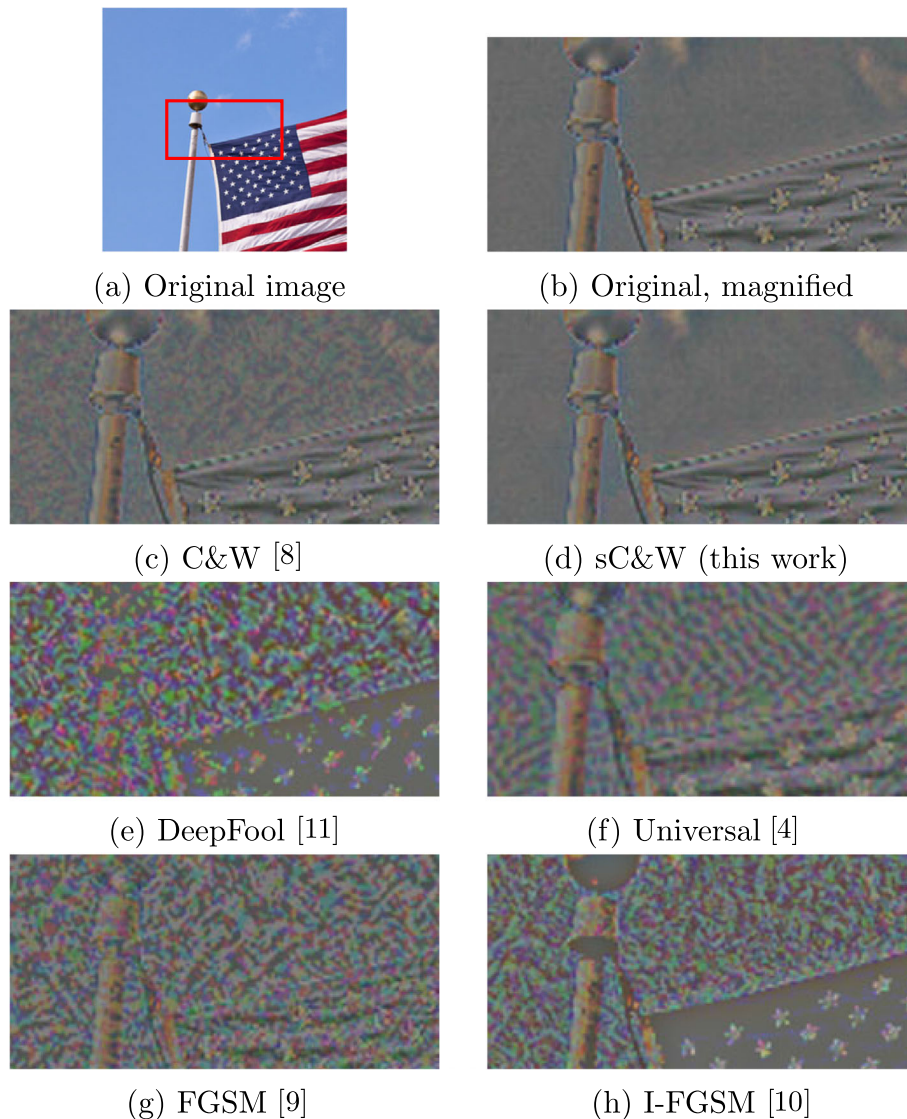 (a) Original image
(b) Original, magnified
(c) C&W [8]
(d) sC&W (this work)
(e) DeepFool [11]
(f) Universal [4]
(g) FGSM [9]
(h) I-FGSM [10]